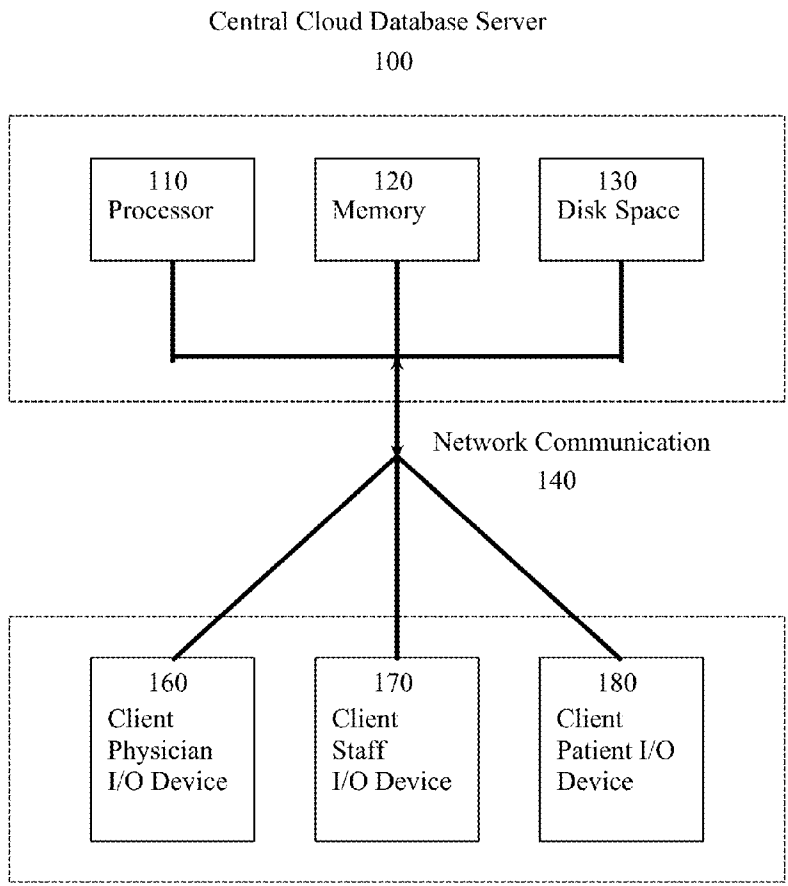 Central Cloud Database Server
100
110
Processor
120
Memory
130
Disk Space
Network Communication
140
160
Client
Physician
I/O Device
170
Client
Staff
I/O Device
180
Client
Patient I/O
Device